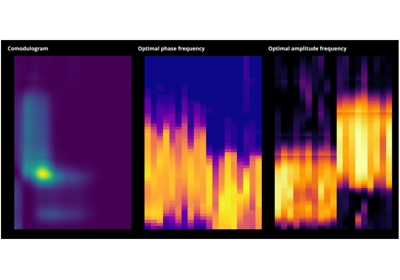 Comodulogram
Optimal phase frequency
Optimal amplitude frequency